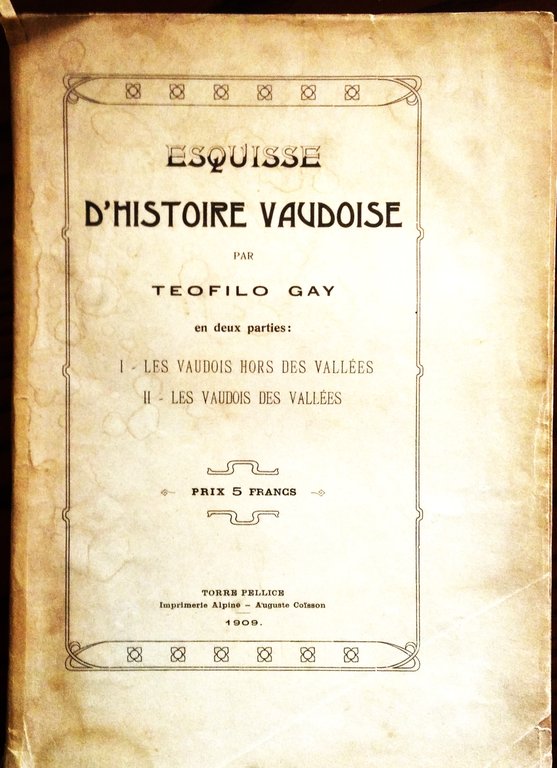 ESQUISSE
D'HISTOIRE VAUDOISE
PAR
TEOFILO GAY
en deux parties:
I - LES VAUDOIS HORS DES VALLÉES
II - LES VAUDOIS DES VALLÉES
PRIX 5 FRANCS
TORRE PELLICE
Imprimerie Alpine - Auguste Coïsson
1909.